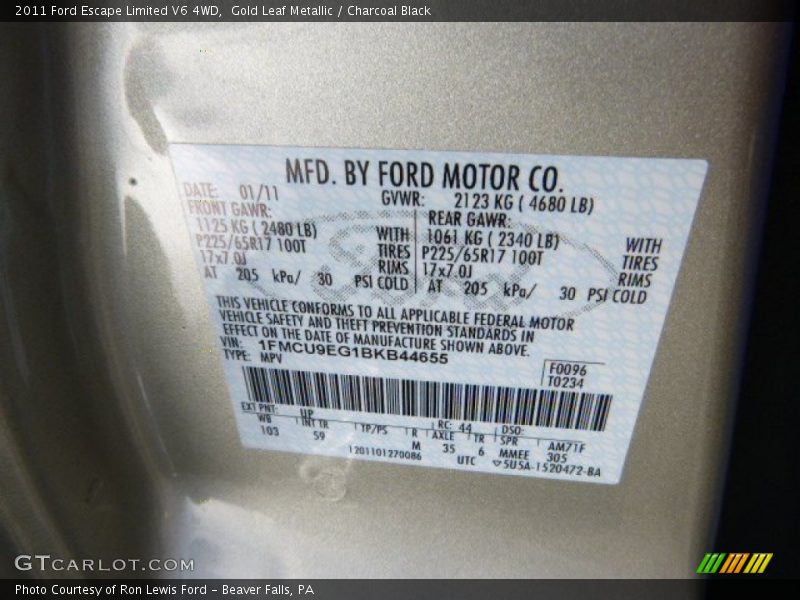 2011 Ford Escape Limited V6 4WD, Gold Leaf Metallic / Charcoal Black
MFD. BY FORD MOTOR CO.
DATE: 01/11 GVWR: 2123 KG ( 4680 LB)
FRONT GAWR: REAR GAWR:
1125 KG ( 2480 LB) WITH 1061 KG ( 2340 LB) WITH
P225/65R17 100T TIRES P225/65R17 100T TIRES
17x7.0J RIMS 17x7.0J RIMS
AT 205 kPa/ 30 PSI COLD AT 205 kPa/ 30 PSI COLD
THIS VEHICLE CONFORMS TO ALL APPLICABLE FEDERAL MOTOR
VEHICLE SAFETY AND THEFT PREVENTION STANDARDS IN
EFFECT ON THE DATE OF MANUFACTURE SHOWN ABOVE.
VIN: 1FMCU9EG1BKB44655
TYPE: MPV
F0096
T0234
EXT PNT: UP RC: 44 DSO:
WB INT TR TP/PS R AXLE TR SPR AM71F
103 59 M 35 6 MMEE 305
1201101270086 UTC 5U5A-1520472-BA
Ford
GTCARLOT.COM
Photo Courtesy of Ron Lewis Ford - Beaver Falls, PA